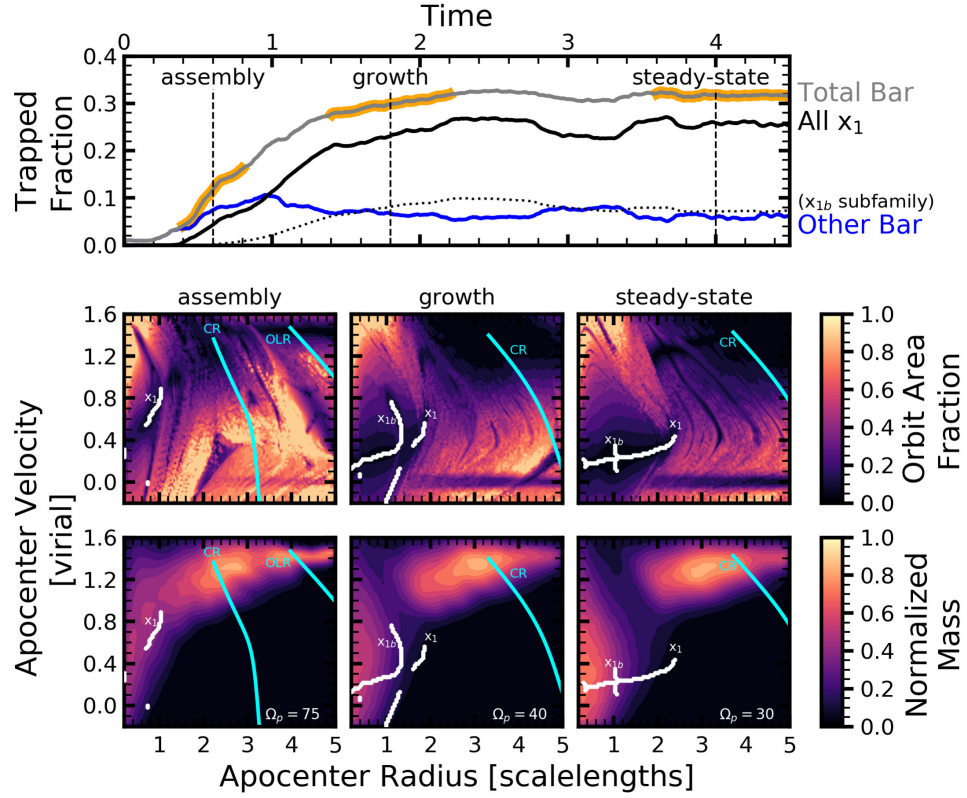 Time
0 1 2 3 4
0.4
0.3
0.2
0.1
0.0
Trapped
Fraction
assembly growth steady-state
Total Bar
All x₁
(x₁b subfamily)
Other Bar
assembly growth steady-state
1.6
1.2
0.8
0.4
0.0
CR
OLR
x₁
CR
x₁b
x₁
CR
x₁b
x₁
1.0
0.8
0.6
0.4
0.2
0.0
Orbit Area
Fraction
Apocenter Velocity
[virial]
1.6
1.2
0.8
0.4
0.0
CR
OLR
x₁
Ωₚ = 75
CR
x₁b
x₁
Ωₚ = 40
CR
x₁b
x₁
Ωₚ = 30
1.0
0.8
0.6
0.4
0.2
0.0
Normalized
Mass
1 2 3 4 5 1 2 3 4 5 1 2 3 4 5
Apocenter Radius [scalelengths]